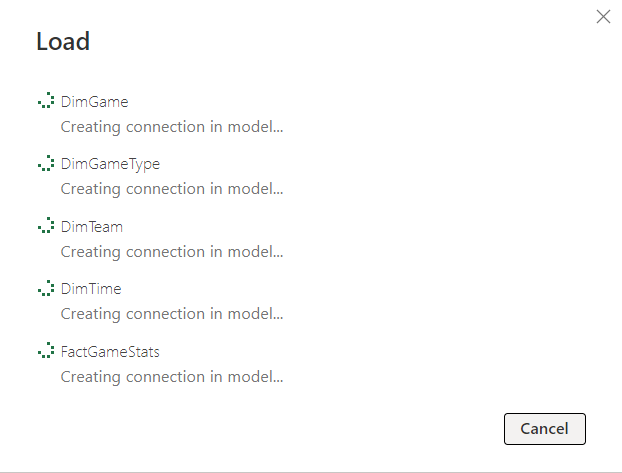 Load
DimGame
Creating connection in model...
DimGameType
Creating connection in model...
DimTeam
Creating connection in model...
DimTime
Creating connection in model...
FactGameStats
Creating connection in model...
Cancel